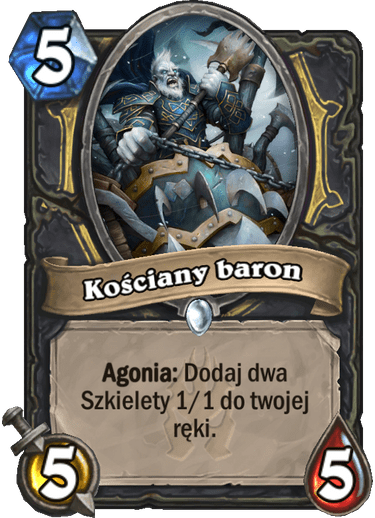 5
Kościany baron
Agonia: Dodaj dwa
Szkielety 1/1 do twojej
ręki.
5
5